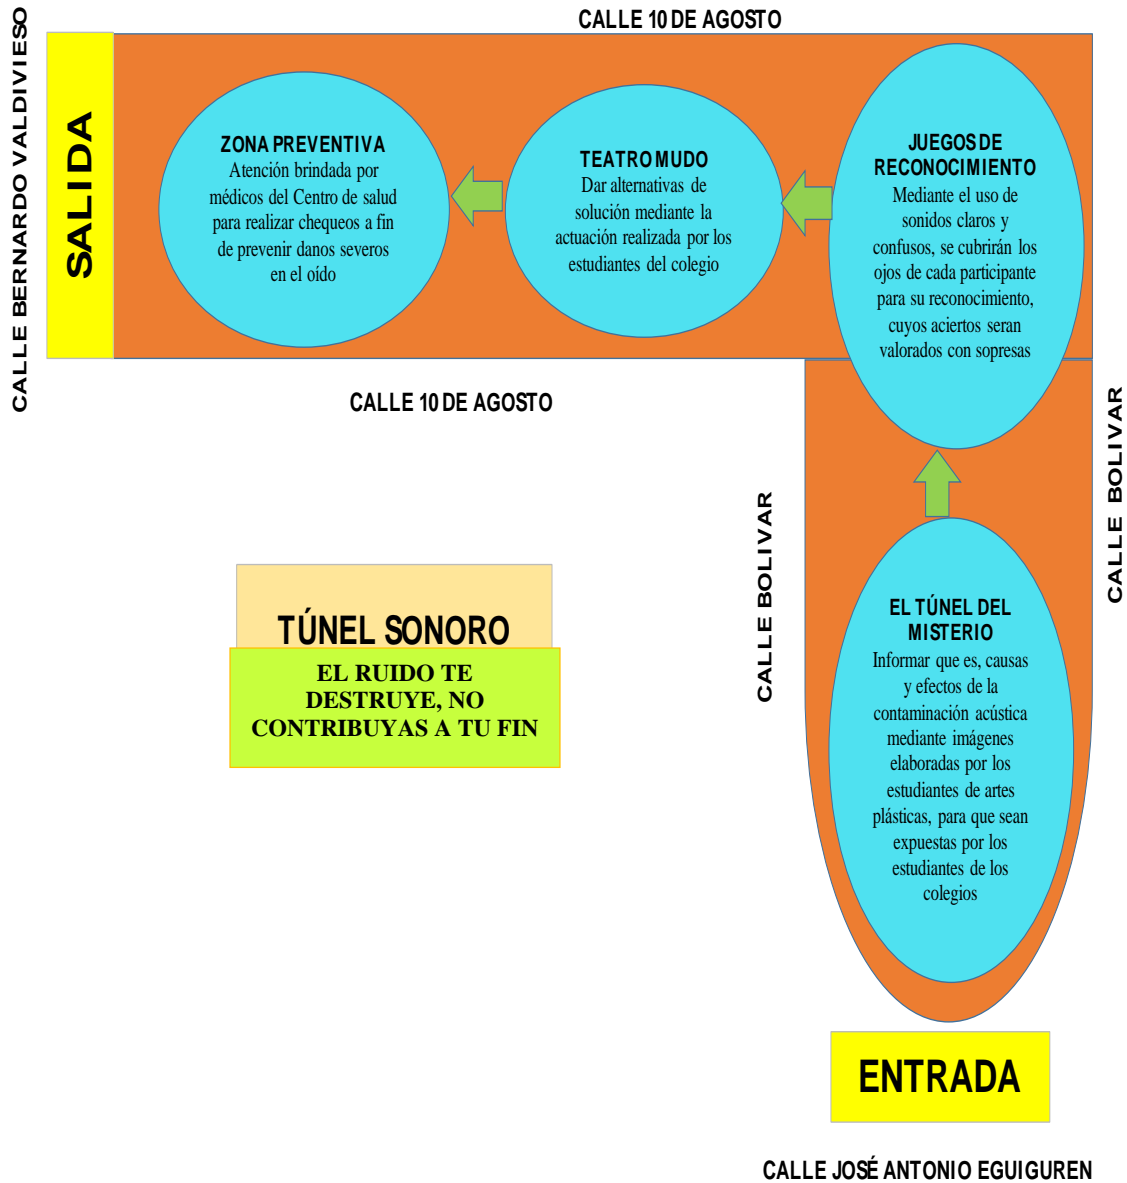 CALLE 10 DE AGOSTO
CALLE BERNARDO VALDIVIESO
SALIDA
ZONA PREVENTIVA
Atención brindada por
médicos del Centro de salud
para realizar chequeos a fin
de prevenir danos severos
en el oído
TEATRO MUDO
Dar alternativas de
solución mediante la
actuación realizada por los
estudiantes del colegio
JUEGOS DE
RECONOCIMIENTO
Mediante el uso de
sonidos claros y
confusos, se cubrirán los
ojos de cada participante
para su reconocimiento,
cuyos aciertos seran
valorados con sopresas
CALLE 10 DE AGOSTO
CALLE BOLIVAR
CALLE BOLIVAR
TÚNEL SONORO
EL RUIDO TE
DESTRUYE, NO
CONTRIBUYAS A TU FIN
EL TÚNEL DEL
MISTERIO
Informar que es, causas
y efectos de la
contaminación acústica
mediante imágenes
elaboradas por los
estudiantes de artes
plásticas, para que sean
expuestas por los
estudiantes de los
colegios
ENTRADA
CALLE JOSÉ ANTONIO EGUIGUREN